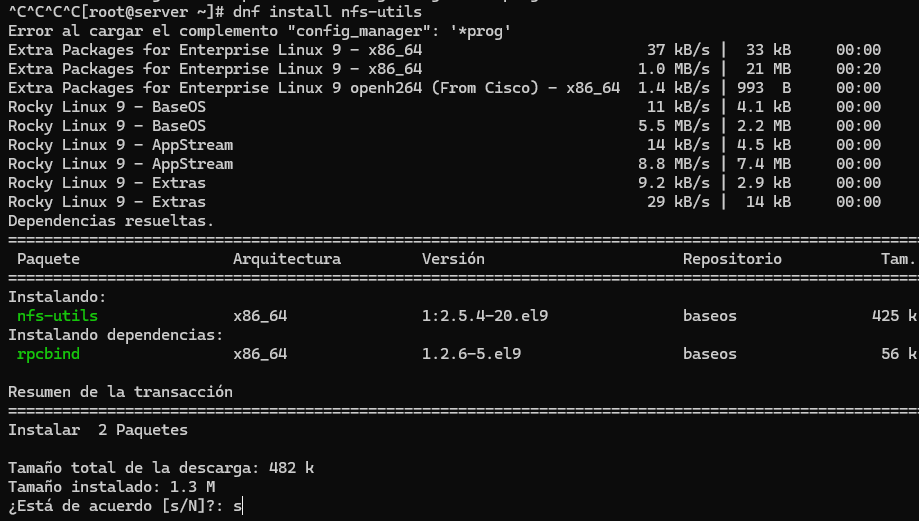 ^C^C^C^C[root@server ~]# dnf install nfs-utils
Error al cargar el complemento "config_manager": '*prog'
Extra Packages for Enterprise Linux 9 - x86_64 37 kB/s | 33 kB 00:00
Extra Packages for Enterprise Linux 9 - x86_64 1.0 MB/s | 21 MB 00:20
Extra Packages for Enterprise Linux 9 openh264 (From Cisco) - x86_64 1.4 kB/s | 993 B 00:00
Rocky Linux 9 - BaseOS 11 kB/s | 4.1 kB 00:00
Rocky Linux 9 - BaseOS 5.5 MB/s | 2.2 MB 00:00
Rocky Linux 9 - AppStream 14 kB/s | 4.5 kB 00:00
Rocky Linux 9 - AppStream 8.8 MB/s | 7.4 MB 00:00
Rocky Linux 9 - Extras 9.2 kB/s | 2.9 kB 00:00
Rocky Linux 9 - Extras 29 kB/s | 14 kB 00:00
Dependencias resueltas.
Paquete Arquitectura Versión Repositorio Tam.
Instalando:
nfs-utils x86_64 1:2.5.4-20.el9 baseos 425 k
Instalando dependencias:
rpcbind x86_64 1.2.6-5.el9 baseos 56 k
Resumen de la transacción
Instalar 2 Paquetes
Tamaño total de la descarga: 482 k
Tamaño instalado: 1.3 M
¿Está de acuerdo [s/N]?: s